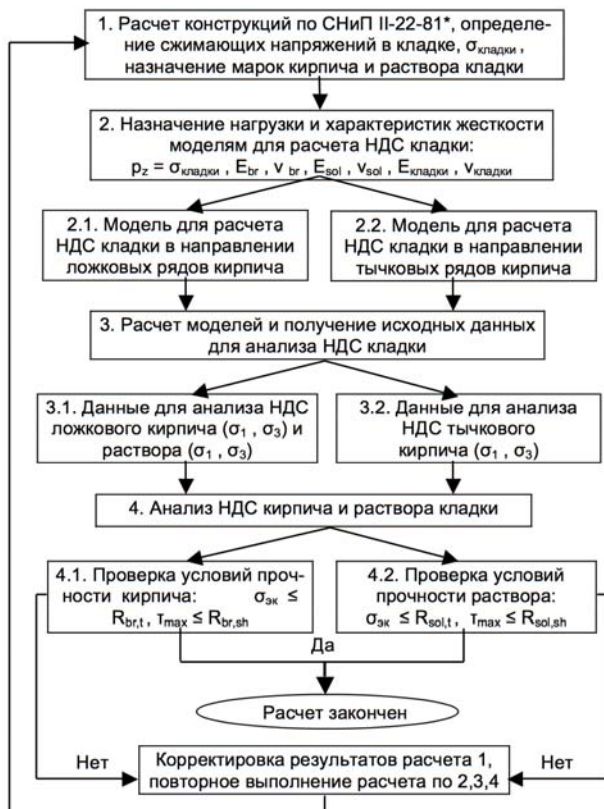 1. Расчет конструкций по СНиП II-22-81*, определе-
ние сжимающих напряжений в кладке, σкладки ,
назначение марок кирпича и раствора кладки
2. Назначение нагрузки и характеристик жесткости
моделям для расчета НДС кладки:
pz = σкладки , Ebr , ν br , Esol , νsol , Eкладки , νкладки
2.1. Модель для расчета
НДС кладки в направлении
ложковых рядов кирпича
2.2. Модель для расчета
НДС кладки в направлении
тычковых рядов кирпича
3. Расчет моделей и получение исходных данных
для анализа НДС кладки
3.1. Данные для анализа НДС
ложкового кирпича (σ1 , σ3) и
раствора (σ1 , σ3)
3.2. Данные для анализа
НДС тычкового
кирпича (σ1 , σ3)
4. Анализ НДС кирпича и раствора кладки
4.1. Проверка условий проч-
ности кирпича: σэк ≤
Rbr,t , τmax ≤ Rbr,sh
4.2. Проверка условий
прочности раствора:
σэк ≤ Rsol,t , τmax ≤ Rsol,sh
Да
Расчет закончен
Нет
Корректировка результатов расчета 1,
повторное выполнение расчета по 2,3,4
Нет